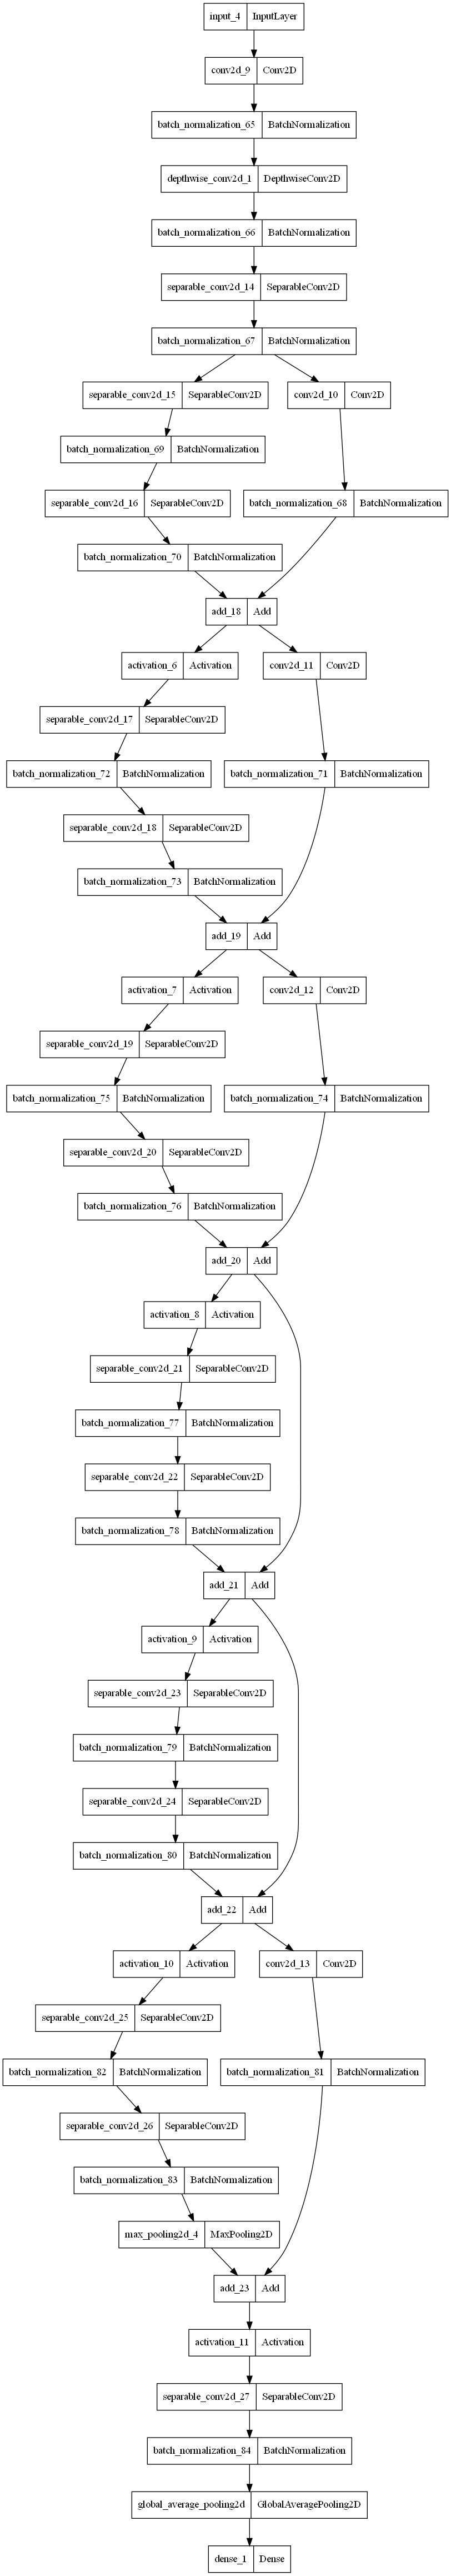 input_4 InputLayer
conv2d_9 Conv2D
batch_normalization_65 BatchNormalization
depthwise_conv2d_1 DepthwiseConv2D
batch_normalization_66 BatchNormalization
separable_conv2d_14 SeparableConv2D
batch_normalization_67 BatchNormalization
separable_conv2d_15 SeparableConv2D conv2d_10 Conv2D
batch_normalization_69 BatchNormalization
separable_conv2d_16 SeparableConv2D batch_normalization_68 BatchNormalization
batch_normalization_70 BatchNormalization
add_18 Add
activation_6 Activation conv2d_11 Conv2D
separable_conv2d_17 SeparableConv2D
batch_normalization_72 BatchNormalization batch_normalization_71 BatchNormalization
separable_conv2d_18 SeparableConv2D
batch_normalization_73 BatchNormalization
add_19 Add
activation_7 Activation conv2d_12 Conv2D
separable_conv2d_19 SeparableConv2D
batch_normalization_75 BatchNormalization batch_normalization_74 BatchNormalization
separable_conv2d_20 SeparableConv2D
batch_normalization_76 BatchNormalization
add_20 Add
activation_8 Activation
separable_conv2d_21 SeparableConv2D
batch_normalization_77 BatchNormalization
separable_conv2d_22 SeparableConv2D
batch_normalization_78 BatchNormalization
add_21 Add
activation_9 Activation
separable_conv2d_23 SeparableConv2D
batch_normalization_79 BatchNormalization
separable_conv2d_24 SeparableConv2D
batch_normalization_80 BatchNormalization
add_22 Add
activation_10 Activation conv2d_13 Conv2D
separable_conv2d_25 SeparableConv2D
batch_normalization_82 BatchNormalization batch_normalization_81 BatchNormalization
separable_conv2d_26 SeparableConv2D
batch_normalization_83 BatchNormalization
max_pooling2d_4 MaxPooling2D
add_23 Add
activation_11 Activation
separable_conv2d_27 SeparableConv2D
batch_normalization_84 BatchNormalization
global_average_pooling2d GlobalAveragePooling2D
dense_1 Dense